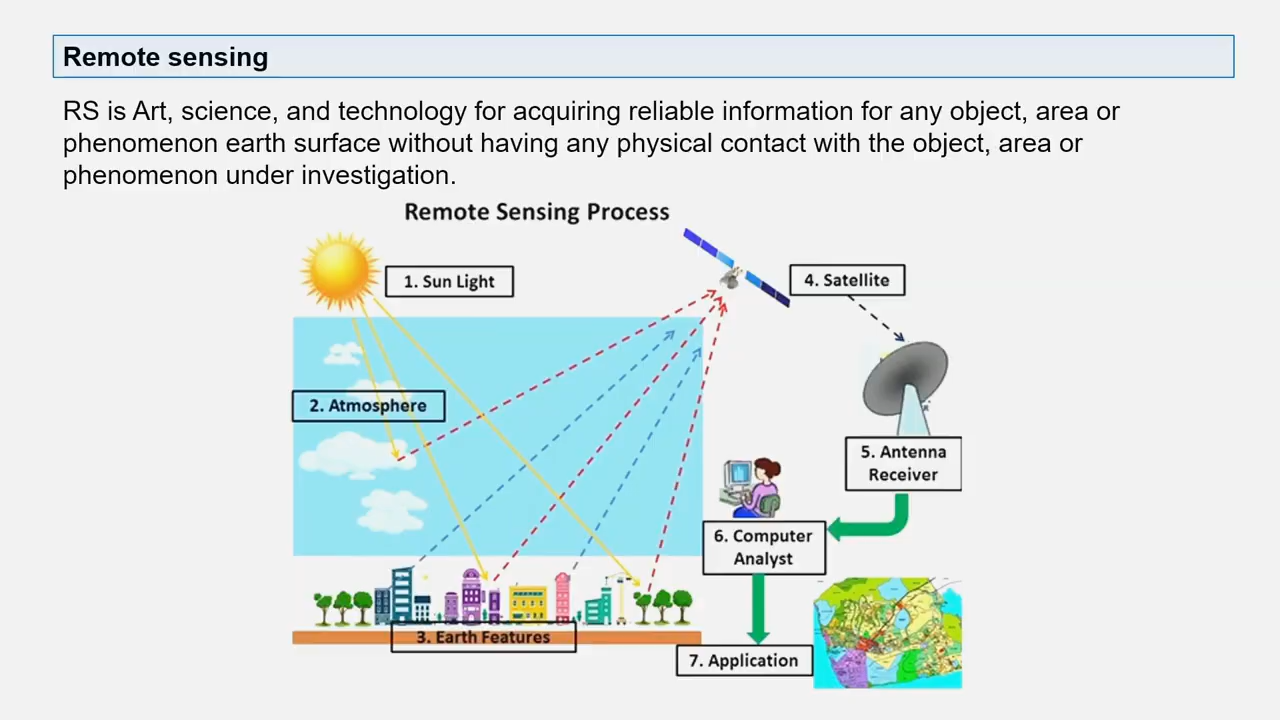 Remote sensing
RS is Art, science, and technology for acquiring reliable information for any object, area or
phenomenon earth surface without having any physical contact with the object, area or
phenomenon under investigation.
Remote Sensing Process
1. Sun Light
4. Satellite
2. Atmosphere
5. Antenna
Receiver
6. Computer
Analyst
3. Earth Features
7. Application